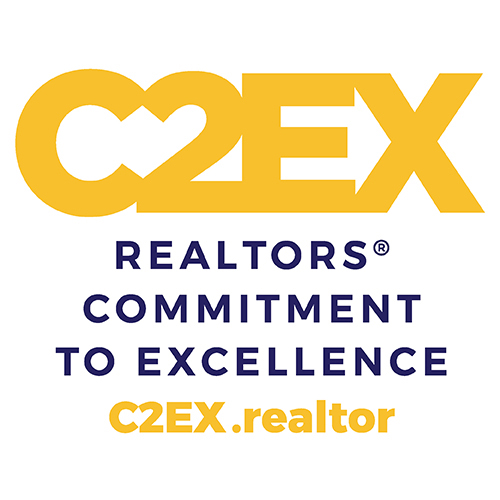 C2EX
REALTORS®
COMMITMENT
TO EXCELLENCE
C2EX.realtor